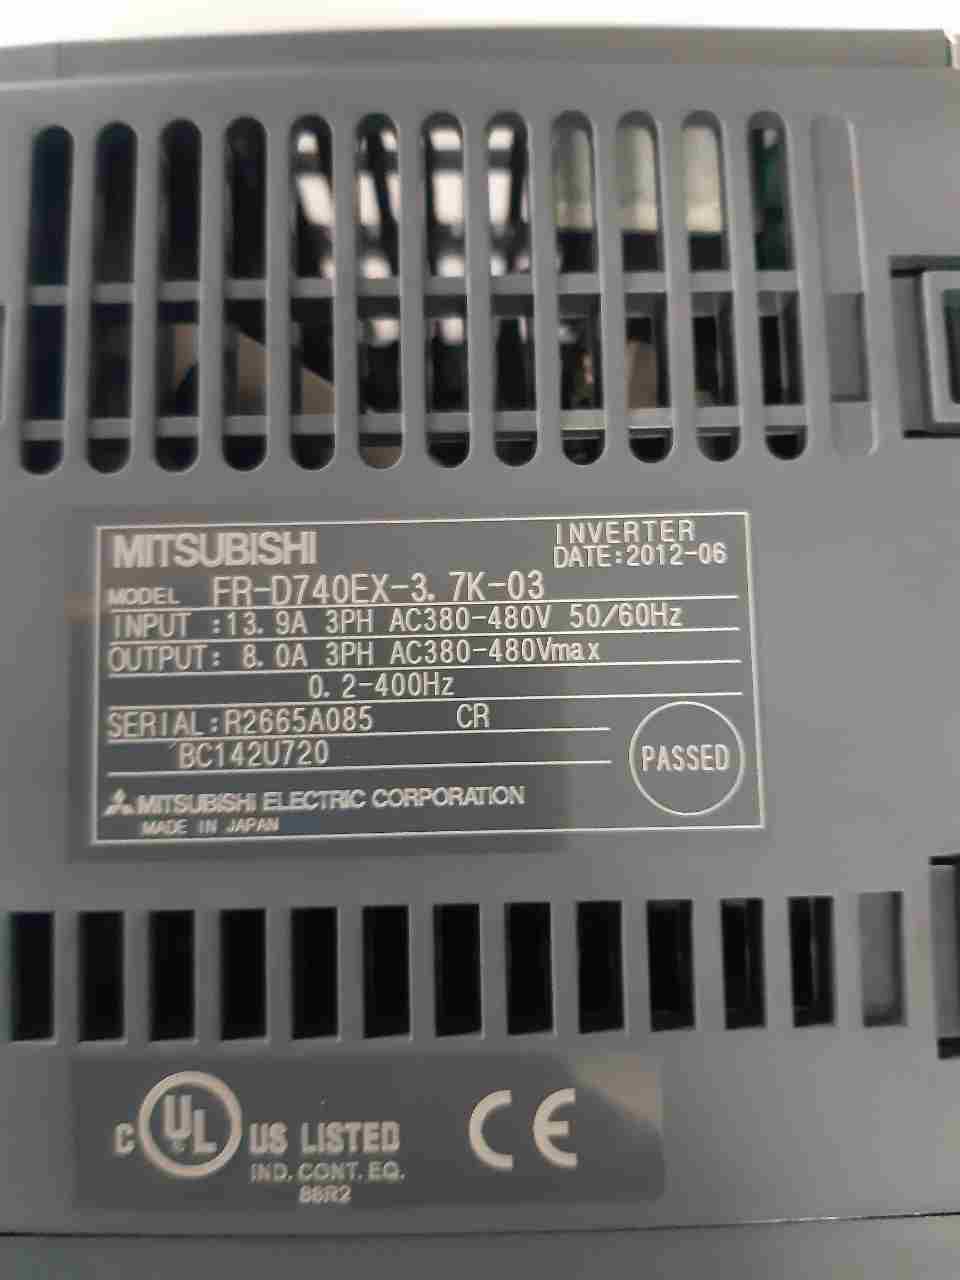 MITSUBISHI
INVERTER
DATE:2012-06
MODEL FR-D740EX-3.7K-03
INPUT :13.9A 3PH AC380-480V 50/60Hz
OUTPUT: 8.0A 3PH AC380-480Vmax
0.2-400Hz
SERIAL:R2665A085 CR
BC142U720
PASSED
MITSUBISHI ELECTRIC CORPORATION
MADE IN JAPAN
C UL US LISTED
IND. CONT. EQ.
86R2
CE